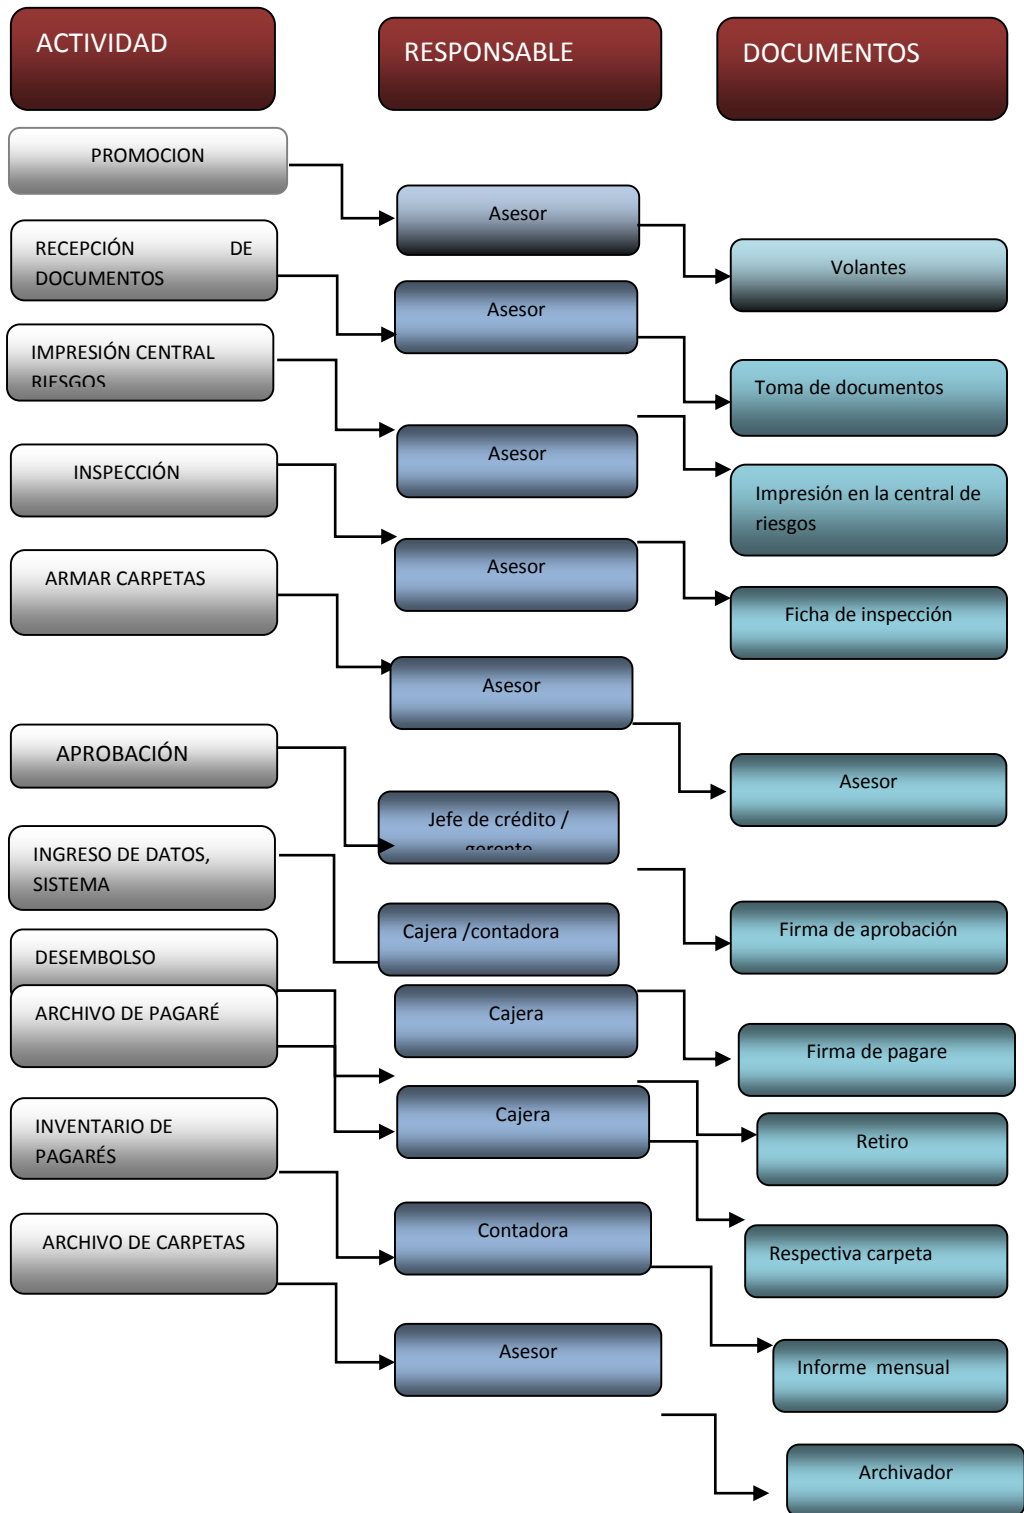 ACTIVIDAD
RESPONSABLE
DOCUMENTOS
PROMOCION
Asesor
Volantes
RECEPCIÓN DE
DOCUMENTOS
Asesor
Toma de documentos
IMPRESIÓN CENTRAL
RIESGOS
Asesor
Impresión en la central de
riesgos
INSPECCIÓN
Asesor
Ficha de inspección
ARMAR CARPETAS
Asesor
Asesor
APROBACIÓN
Jefe de crédito /
gerente
Firma de aprobación
INGRESO DE DATOS,
SISTEMA
Cajera /contadora
Firma de pagare
DESEMBOLSO
Cajera
Retiro
ARCHIVO DE PAGARÉ
Cajera
Respectiva carpeta
INVENTARIO DE
PAGARÉS
Contadora
Informe mensual
ARCHIVO DE CARPETAS
Asesor
Archivador